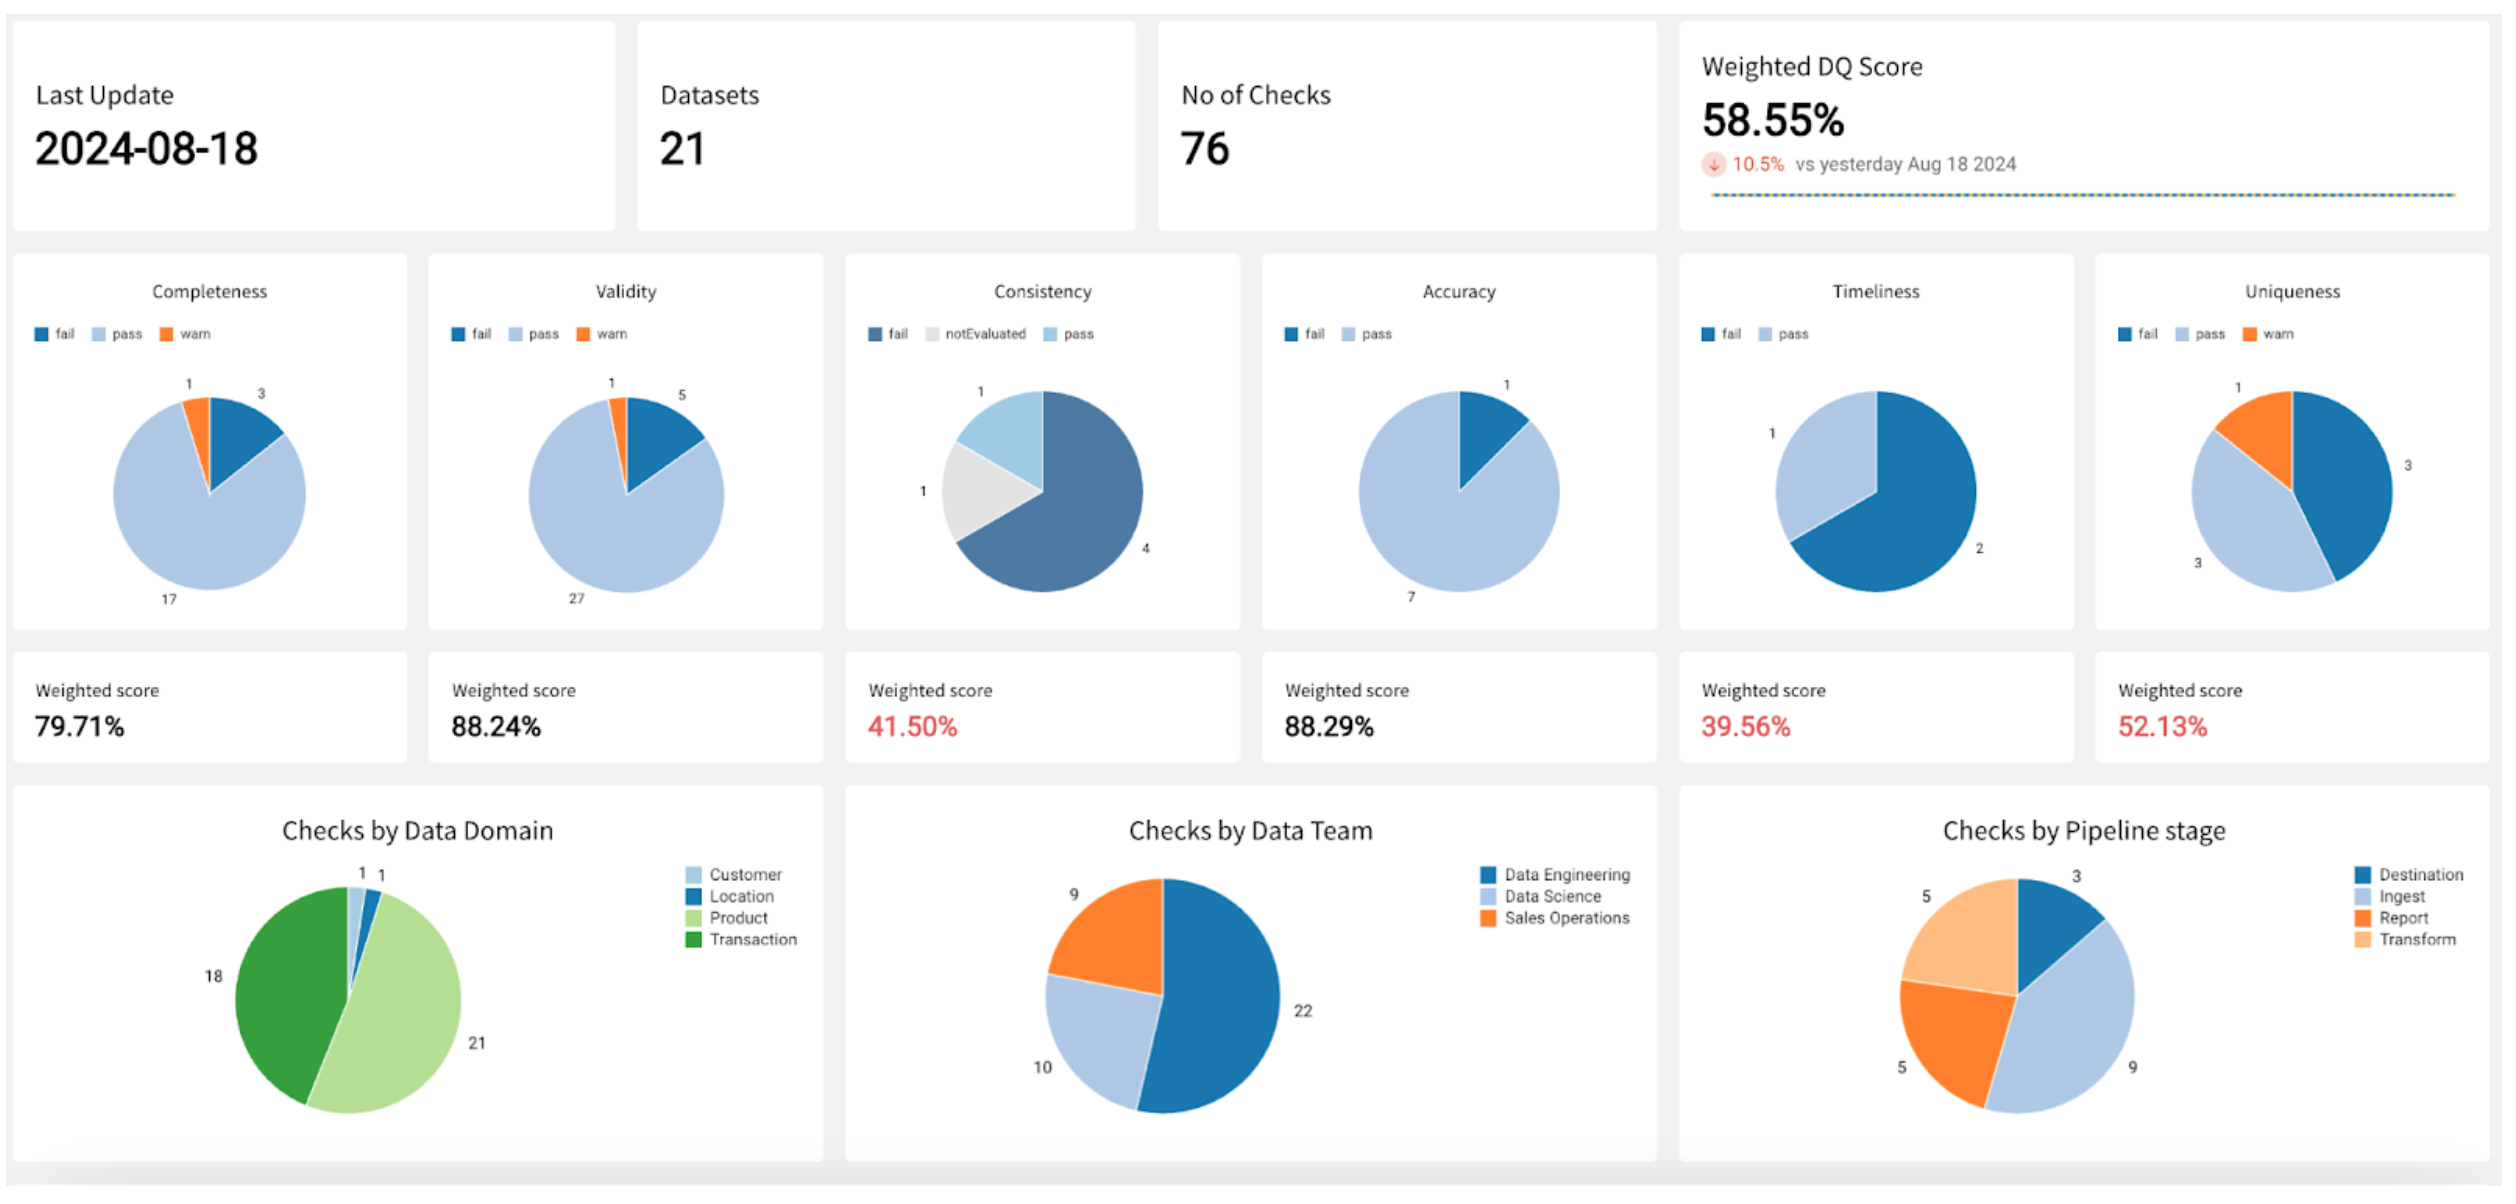 Last Update
2024-08-18
Datasets
21
No of Checks
76
Weighted DQ Score
58.55%
10.5% vs yesterday Aug 18 2024
Completeness
fail pass warn
1
3
17
Validity
fail pass warn
1
5
27
Consistency
fail notEvaluated pass
1
1
4
Accuracy
fail pass
1
7
Timeliness
fail pass
1
2
Uniqueness
fail pass warn
1
3
3
Weighted score
79.71%
Weighted score
88.24%
Weighted score
41.50%
Weighted score
88.29%
Weighted score
39.56%
Weighted score
52.13%
Checks by Data Domain
1 1
18
21
Customer
Location
Product
Transaction
Checks by Data Team
9
22
10
Data Engineering
Data Science
Sales Operations
Checks by Pipeline stage
5
3
5
9
Destination
Ingest
Report
Transform